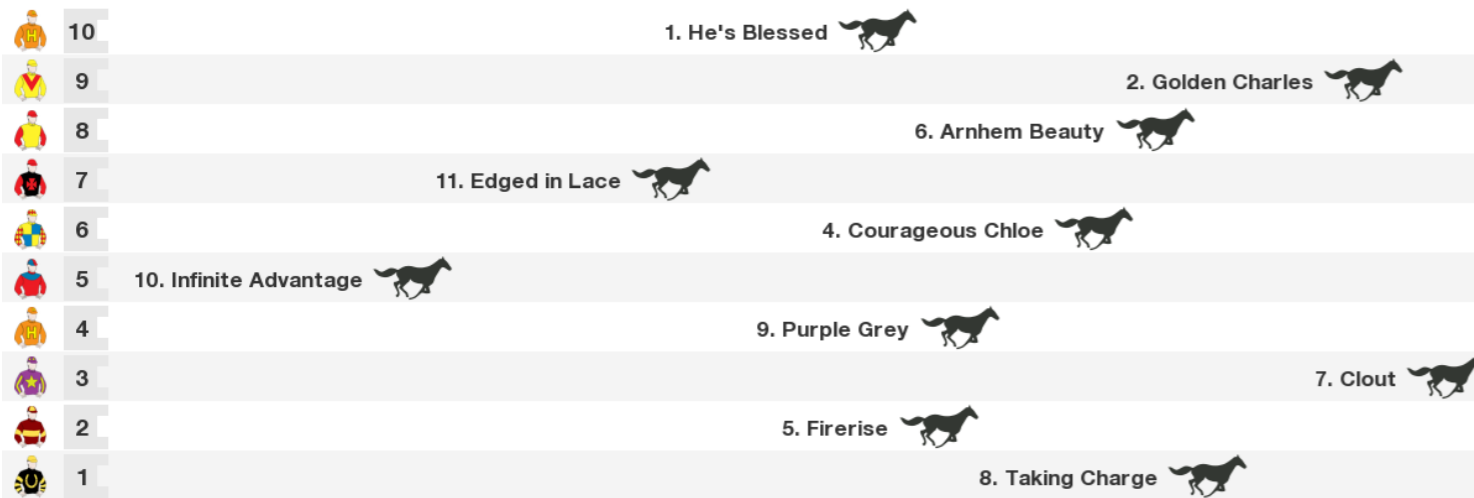 10 1. He's Blessed
9 2. Golden Charles
8 6. Arnhem Beauty
7 11. Edged in Lace
6 4. Courageous Chloe
5 10. Infinite Advantage
4 9. Purple Grey
3 7. Clout
2 5. Firerise
1 8. Taking Charge